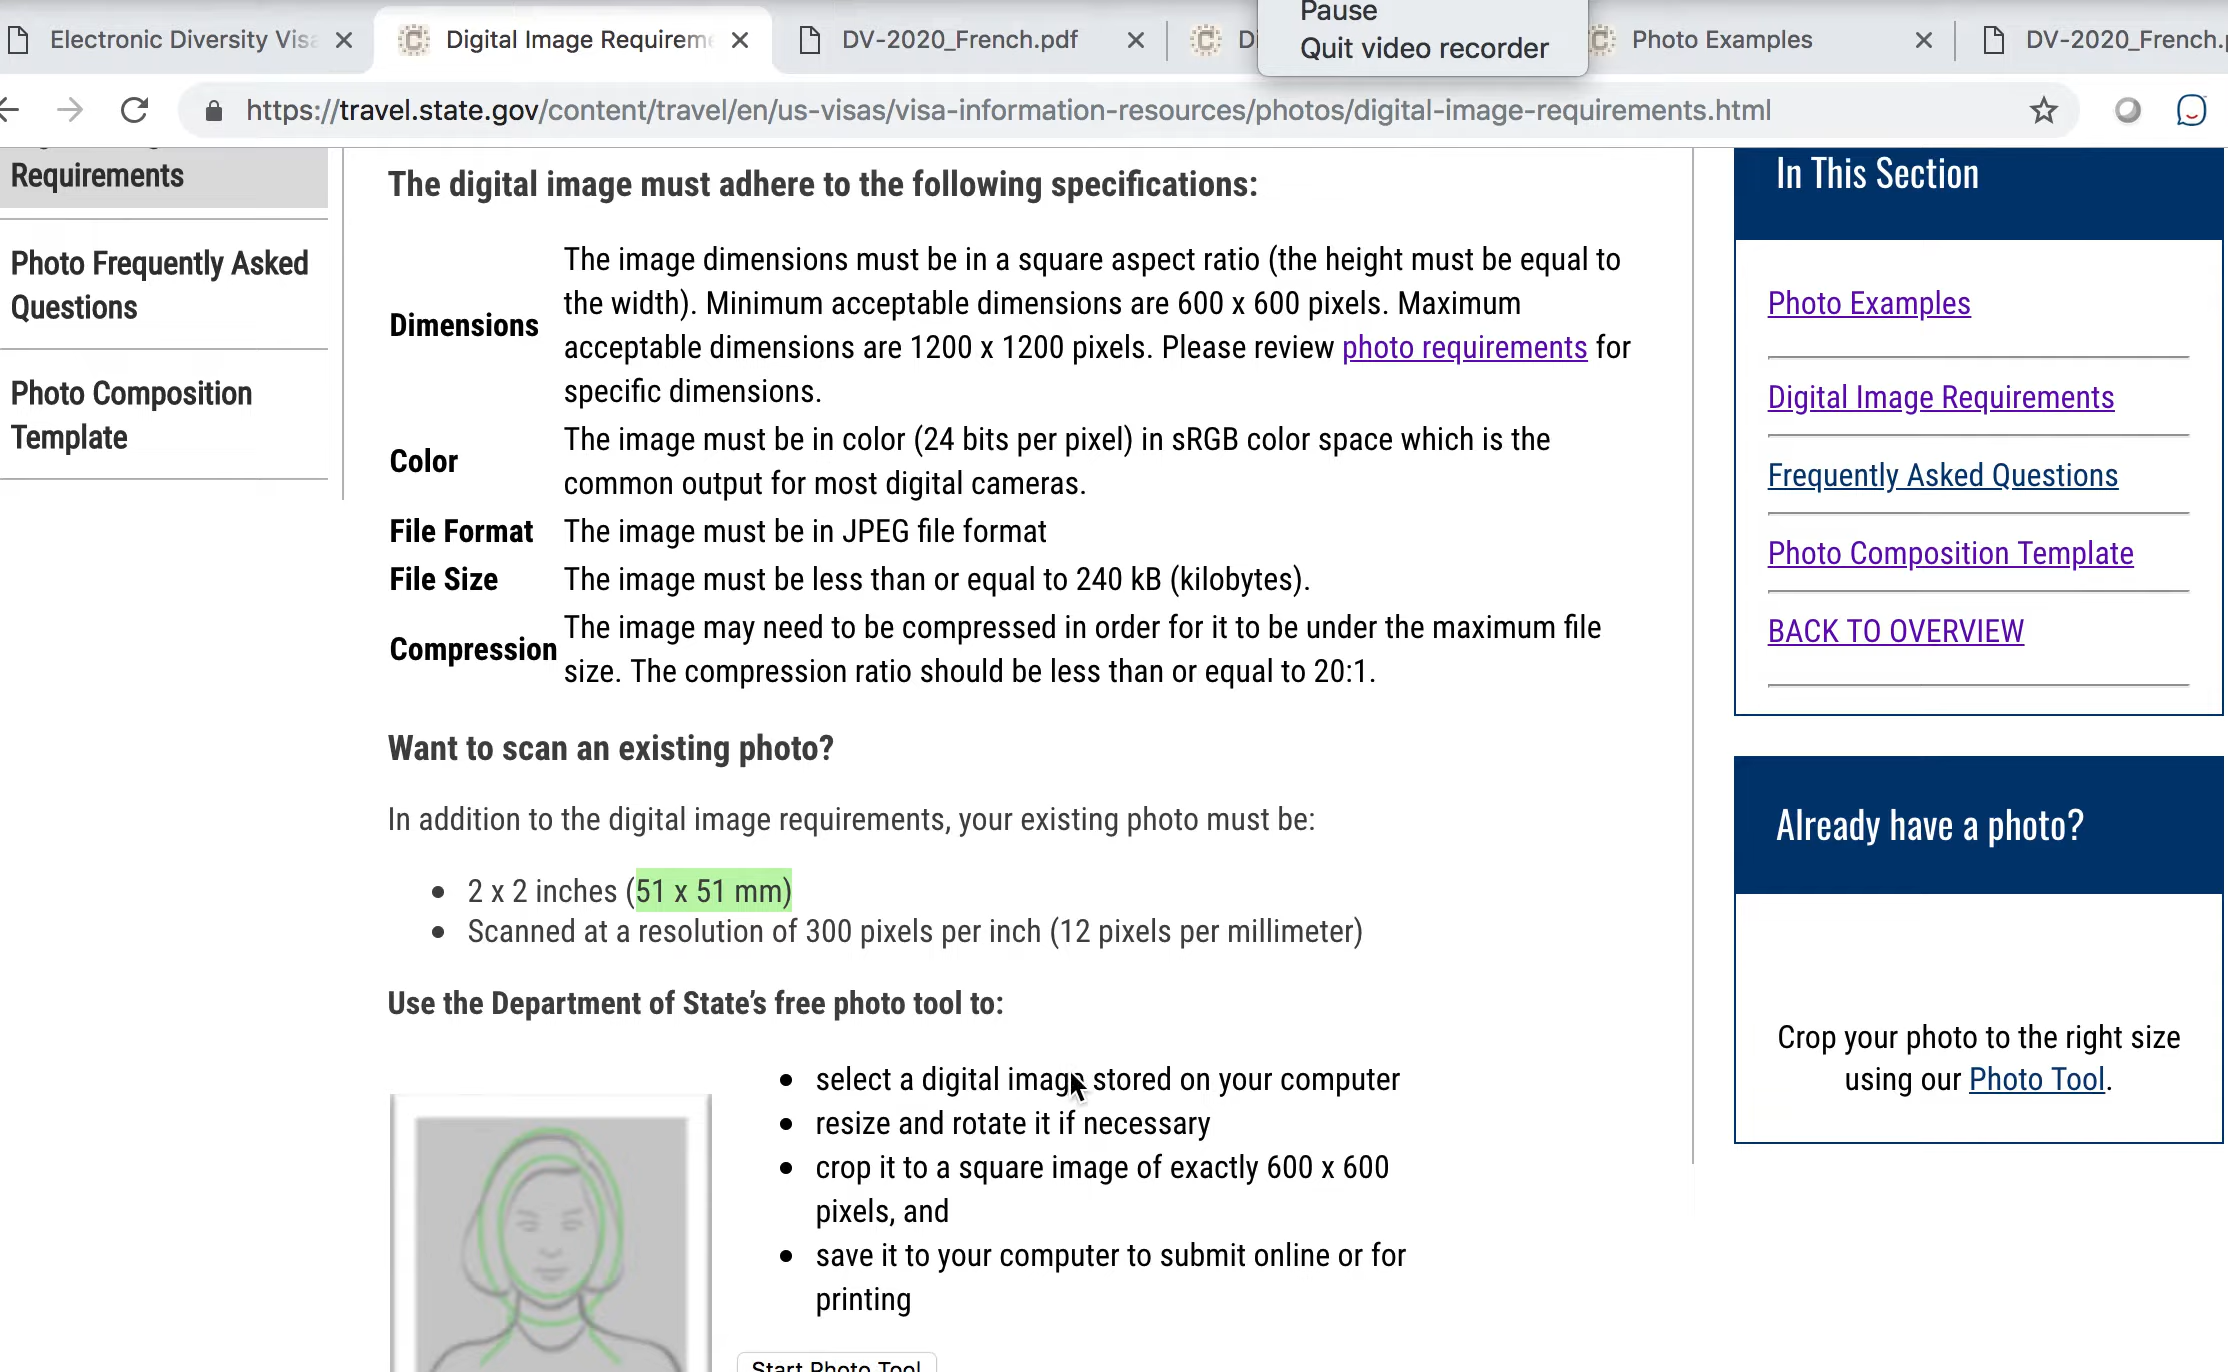 Electronic Diversity Vis
Digital Image Requirem
DV-2020_French.pdf
Di
Pause
Quit video recorder
Photo Examples
DV-2020_French.p
https://travel.state.gov/content/travel/en/us-visas/visa-information-resources/photos/digital-image-requirements.html
Requirements
Photo Frequently Asked
Questions
Photo Composition
Template
The digital image must adhere to the following specifications:
Dimensions
The image dimensions must be in a square aspect ratio (the height must be equal to
the width). Minimum acceptable dimensions are 600 x 600 pixels. Maximum
acceptable dimensions are 1200 x 1200 pixels. Please review photo requirements for
specific dimensions.
Color
The image must be in color (24 bits per pixel) in sRGB color space which is the
common output for most digital cameras.
File Format The image must be in JPEG file format
File Size The image must be less than or equal to 240 kB (kilobytes).
Compression
The image may need to be compressed in order for it to be under the maximum file
size. The compression ratio should be less than or equal to 20:1.
Want to scan an existing photo?
In addition to the digital image requirements, your existing photo must be:
• 2 x 2 inches (51 x 51 mm)
• Scanned at a resolution of 300 pixels per inch (12 pixels per millimeter)
Use the Department of State’s free photo tool to:
• select a digital image stored on your computer
• resize and rotate it if necessary
• crop it to a square image of exactly 600 x 600
pixels, and
• save it to your computer to submit online or for
printing
Start Photo Tool
In This Section
Photo Examples
Digital Image Requirements
Frequently Asked Questions
Photo Composition Template
BACK TO OVERVIEW
Already have a photo?
Crop your photo to the right size
using our Photo Tool.